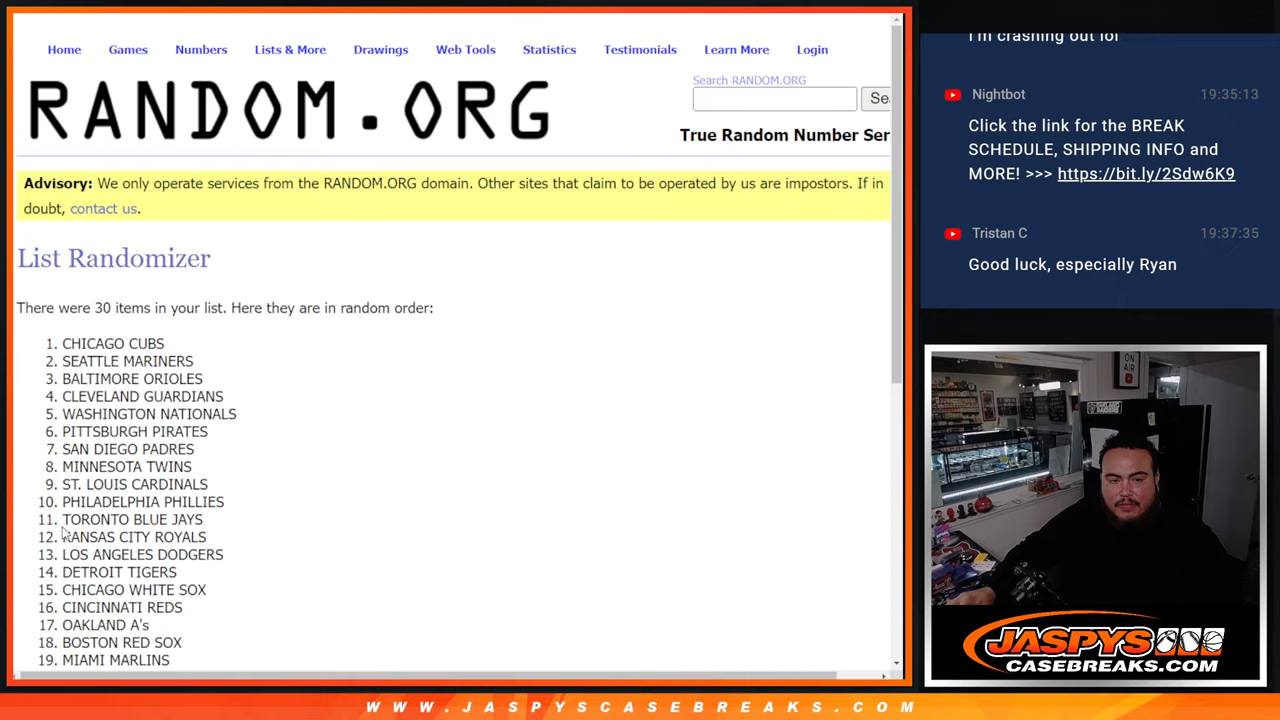 Home Games Numbers Lists & More Drawings Web Tools Statistics Testimonials Learn More Login
RANDOM.ORG
Search RANDOM.ORG
Sea
True Random Number Ser
Advisory: We only operate services from the RANDOM.ORG domain. Other sites that claim to be operated by us are impostors. If in
doubt, contact us.
List Randomizer
There were 30 items in your list. Here they are in random order:
1. CHICAGO CUBS
2. SEATTLE MARINERS
3. BALTIMORE ORIOLES
4. CLEVELAND GUARDIANS
5. WASHINGTON NATIONALS
6. PITTSBURGH PIRATES
7. SAN DIEGO PADRES
8. MINNESOTA TWINS
9. ST. LOUIS CARDINALS
10. PHILADELPHIA PHILLIES
11. TORONTO BLUE JAYS
12. KANSAS CITY ROYALS
13. LOS ANGELES DODGERS
14. DETROIT TIGERS
15. CHICAGO WHITE SOX
16. CINCINNATI REDS
17. OAKLAND A's
18. BOSTON RED SOX
19. MIAMI MARLINS
I'm crashing out lol
Nightbot 19:35:13
Click the link for the BREAK
SCHEDULE, SHIPPING INFO and
MORE! >>> https://bit.ly/2Sdw6K9
Tristan C 19:37:35
Good luck, especially Ryan
ON
AIR
JASPYS
CASEBREAKS.COM
WWW.JASPYSCASEBREAKS.COM